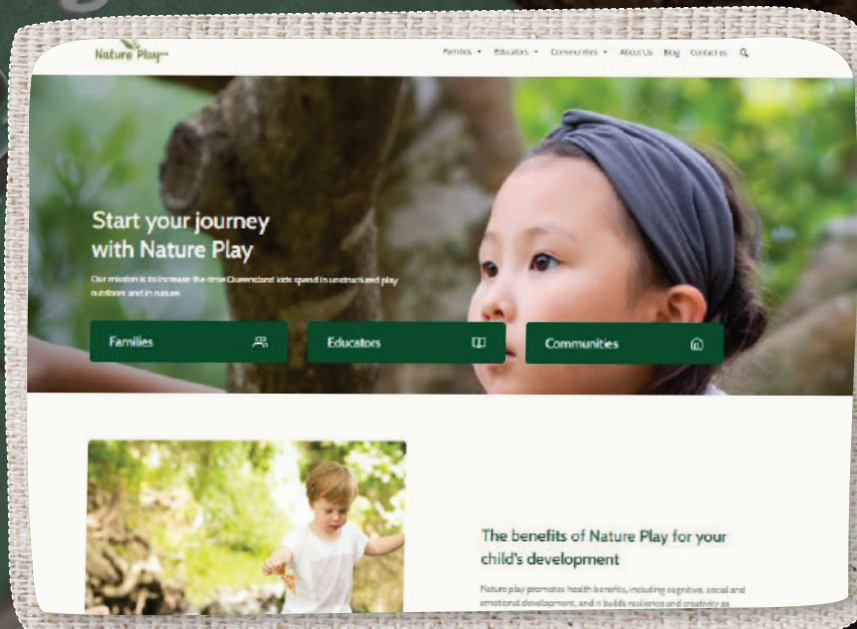 Nature Play
Families Educators Communities About Us Blog Contact us
Start your journey
with Nature Play
Our mission is to increase the time Queensland kids spend in unstructured play
outdoors and in nature.
Families Educators Communities
The benefits of Nature Play for your
child's development
Nature play promotes health benefits, including cognitive, social and
emotional development, and it builds resilience and creativity as